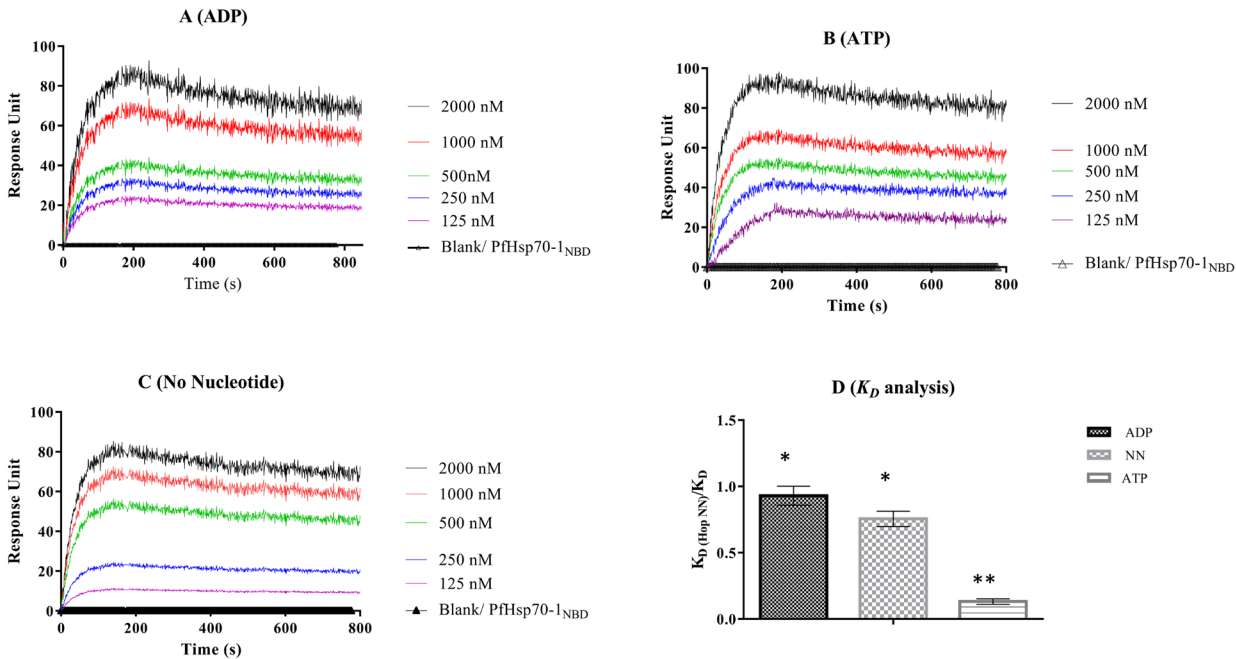 A (ADP)
100
80
60
40
20
0
Response Unit
0 200 400 600 800
Time (s)
2000 nM
1000 nM
500nM
250 nM
125 nM
Blank/ PfHsp70-1NBD
B (ATP)
100
80
60
40
20
0
Response Unit
0 200 400 600 800
Time (s)
2000 nM
1000 nM
500 nM
250 nM
125 nM
Blank/ PfHsp70-1NBD
C (No Nucleotide)
100
80
60
40
20
0
Response Unit
0 200 400 600 800
Time (s)
2000 nM
1000 nM
500 nM
250 nM
125 nM
Blank/ PfHsp70-1NBD
D (KD analysis)
1.5
1.0
0.5
0.0
KD (Hop NN)/KD
*
*
**
ADP
NN
ATP